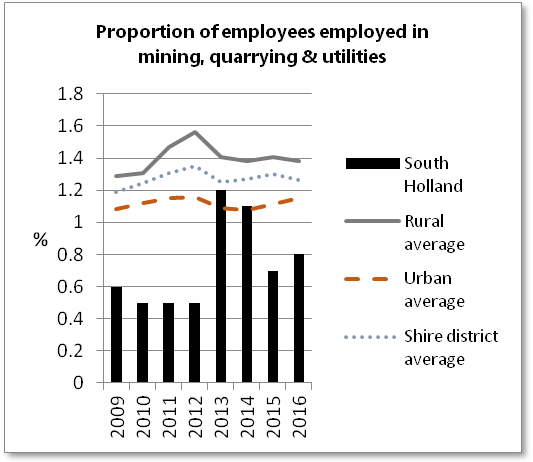 Proportion of employees employed in
mining, quarrying & utilities
1.8
1.6
1.4
1.2
1
0.8
0.6
0.4
0.2
0
%
2009
2010
2011
2012
2013
2014
2015
2016
South
Holland
Rural
average
Urban
average
Shire district
average